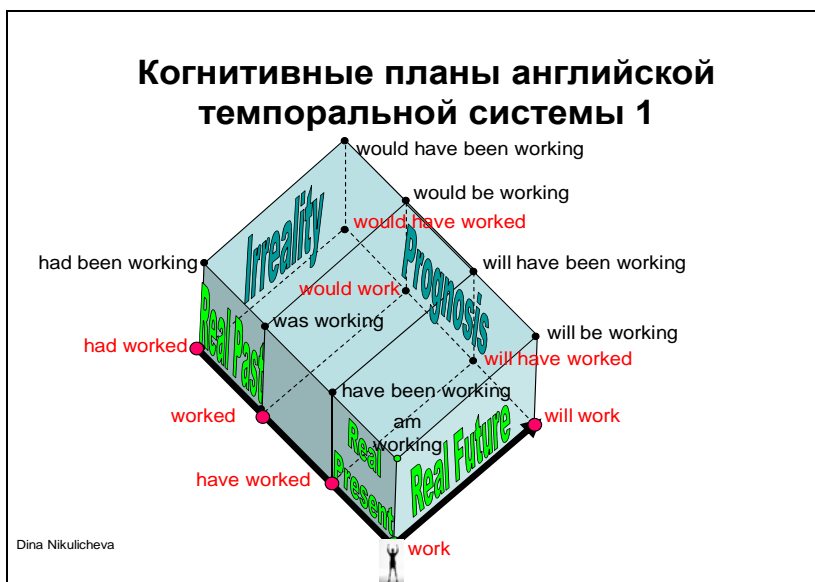 Когнитивные планы английской
темпоральной системы 1
would have been working
would be working
Irreality
would have worked
had been working
Prognosis
will have been working
would work
Real Past
was working
had worked
will be working
will have worked
have been working
worked
am
working
will work
Real
Present
Real Future
have worked
Dina Nikulicheva
work